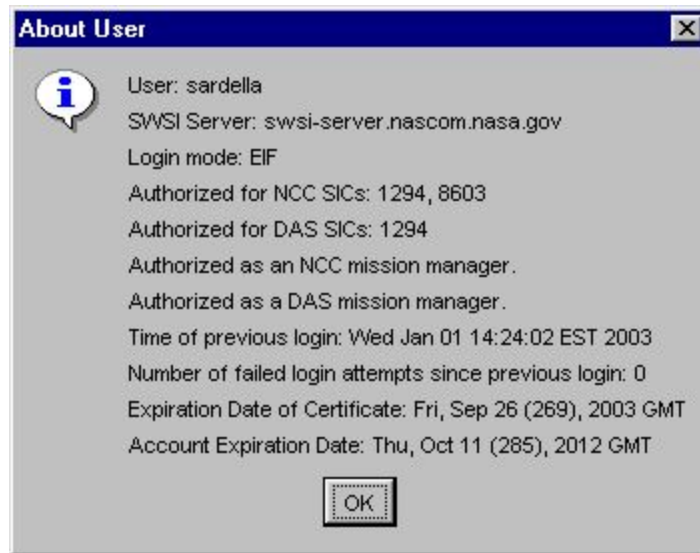 About User
User: sardella
SWSI Server: swsi-server.nascom.nasa.gov
Login mode: EIF
Authorized for NCC SICs: 1294, 8603
Authorized for DAS SICs: 1294
Authorized as an NCC mission manager.
Authorized as a DAS mission manager.
Time of previous login: Wed Jan 01 14:24:02 EST 2003
Number of failed login attempts since previous login: 0
Expiration Date of Certificate: Fri, Sep 26 (269), 2003 GMT
Account Expiration Date: Thu, Oct 11 (285), 2012 GMT
OK